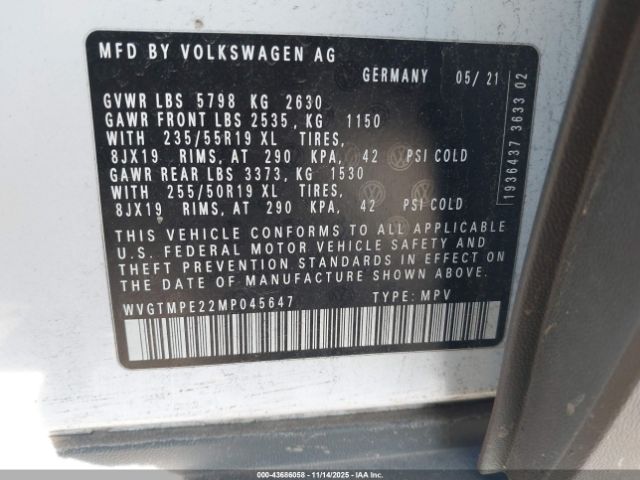 MFD BY VOLKSWAGEN AG
GERMANY 05/21
GVWR LBS 5798 KG 2630
GAWR FRONT LBS 2535, KG 1150
WITH 235/55R19 XL TIRES,
8JX19 RIMS, AT 290 KPA, 42 PSI COLD
GAWR REAR LBS 3373, KG 1530
WITH 255/50R19 XL TIRES,
8JX19 RIMS, AT 290 KPA, 42 PSI COLD
THIS VEHICLE CONFORMS TO ALL APPLICABLE
U.S. FEDERAL MOTOR VEHICLE SAFETY AND
THEFT PREVENTION STANDARDS IN EFFECT ON
THE DATE OF MANUFACTURE SHOWN ABOVE.
WVGTMPE22MP045647 TYPE: MPV
1936437 3633 02
000-43686058 - 11/14/2025 - IAAI.COM